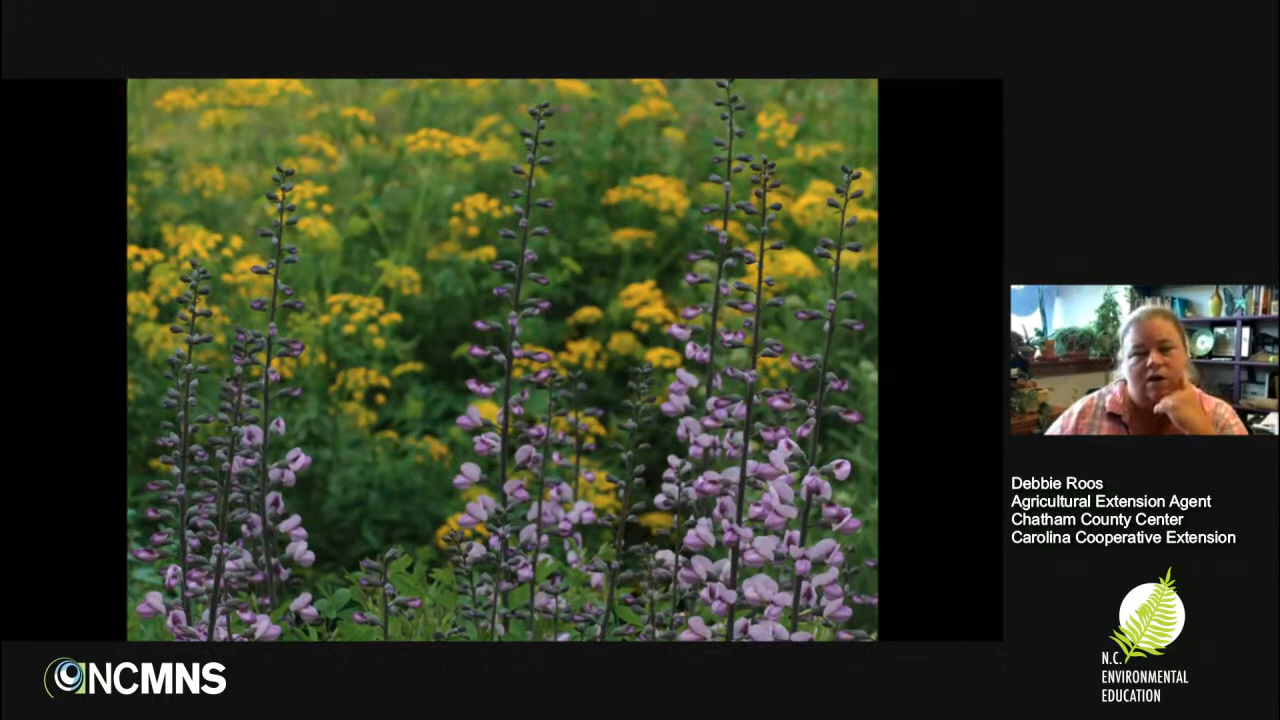 Debbie Roos
Agricultural Extension Agent
Chatham County Center
Carolina Cooperative Extension
NCMNS
N.C.
ENVIRONMENTAL
EDUCATION